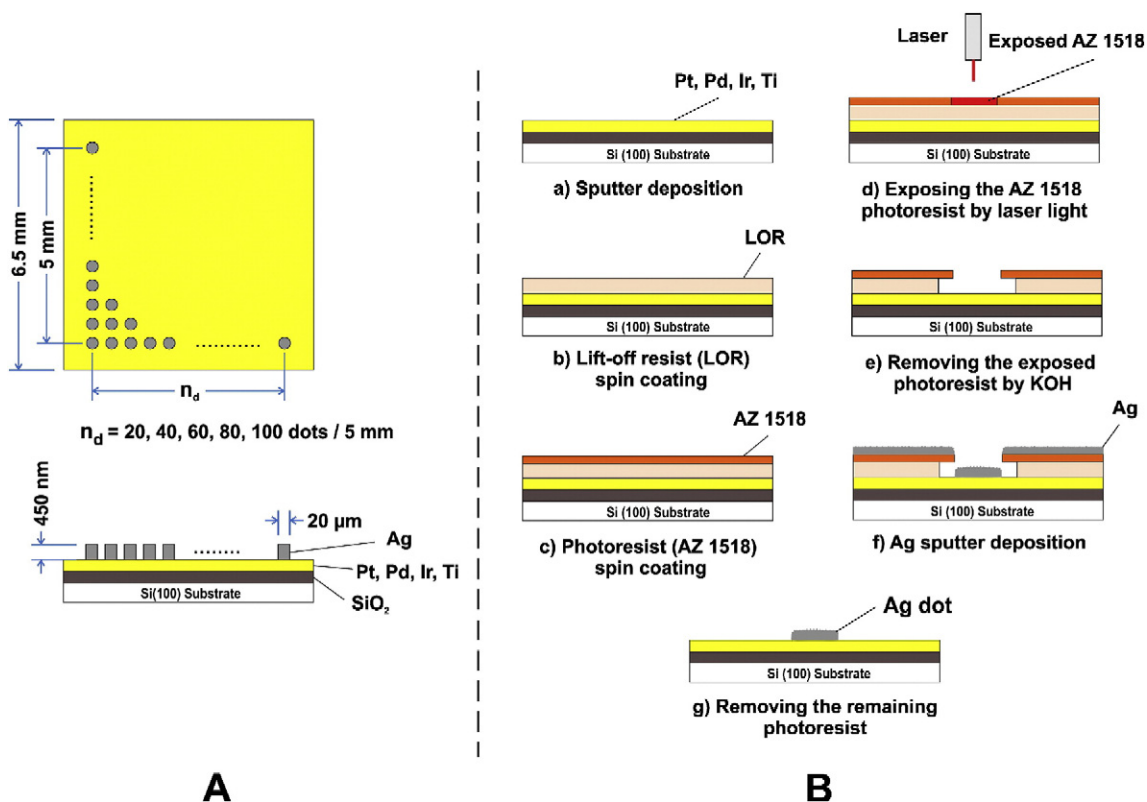 6.5 mm
5 mm
n_d
n_d = 20, 40, 60, 80, 100 dots / 5 mm
450 nm
20 µm
Ag
Pt, Pd, Ir, Ti
Si(100) Substrate
SiO₂
A
Pt, Pd, Ir, Ti
Si (100) Substrate
a) Sputter deposition
LOR
Si (100) Substrate
b) Lift-off resist (LOR)
spin coating
AZ 1518
Si (100) Substrate
c) Photoresist (AZ 1518)
spin coating
Laser
Exposed AZ 1518
Si (100) Substrate
d) Exposing the AZ 1518
photoresist by laser light
Si (100) Substrate
e) Removing the exposed
photoresist by KOH
Ag
Si (100) Substrate
f) Ag sputter deposition
Ag dot
Si (100) Substrate
g) Removing the remaining
photoresist
B